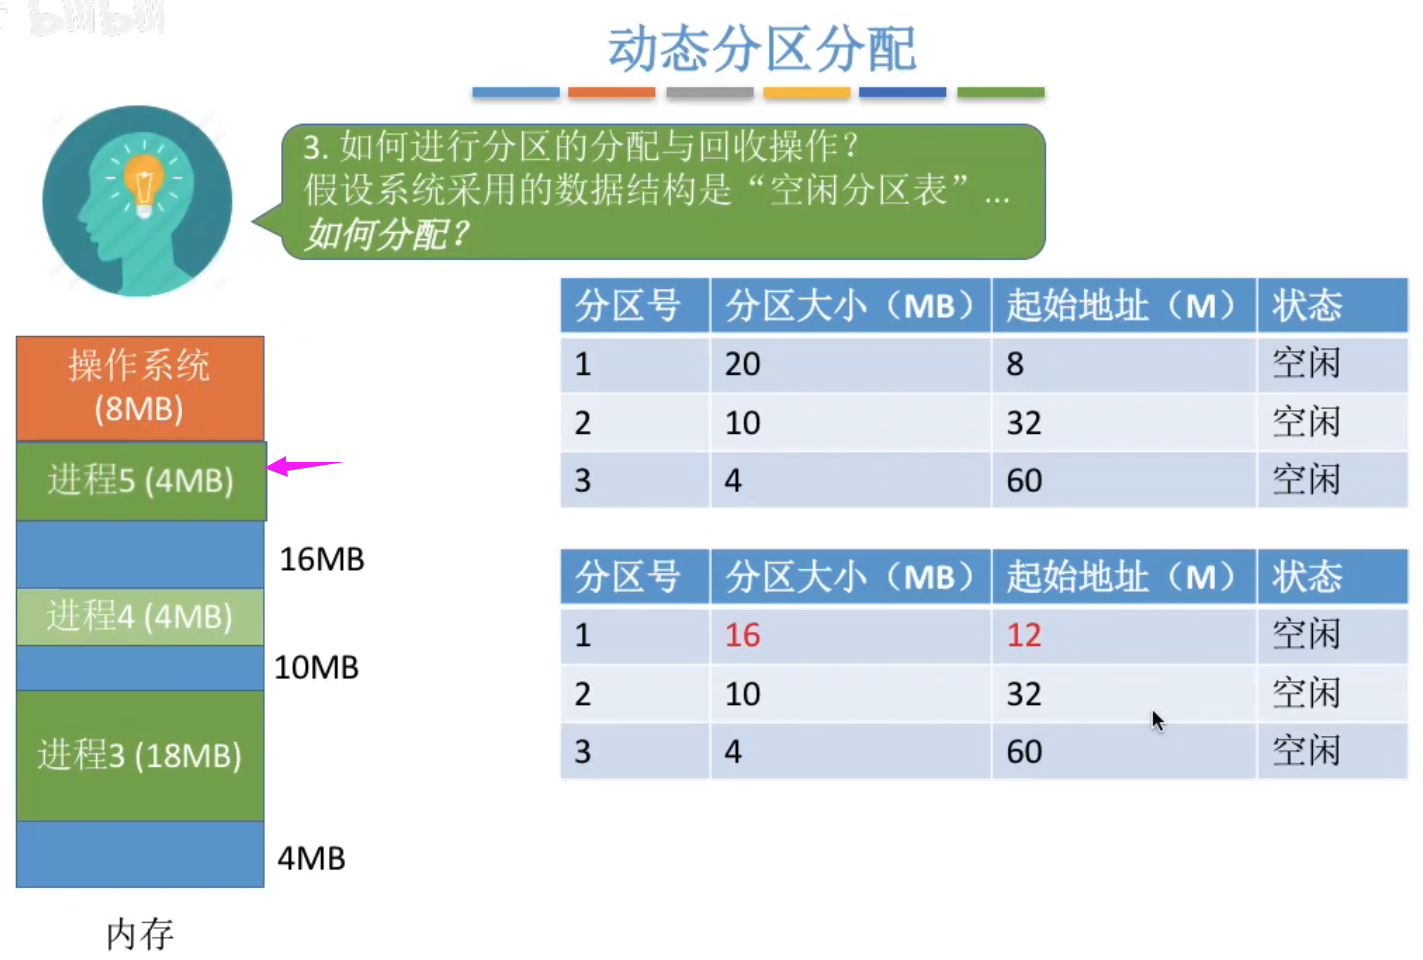 bilibili
动态分区分配
3. 如何进行分区的分配与回收操作？
假设系统采用的数据结构是“空闲分区表”...
如何分配？
分区号 分区大小（MB） 起始地址（M） 状态
1 20 8 空闲
2 10 32 空闲
3 4 60 空闲
分区号 分区大小（MB） 起始地址（M） 状态
1 16 12 空闲
2 10 32 空闲
3 4 60 空闲
操作系统
(8MB)
进程5 (4MB)
16MB
进程4 (4MB)
10MB
进程3 (18MB)
4MB
内存